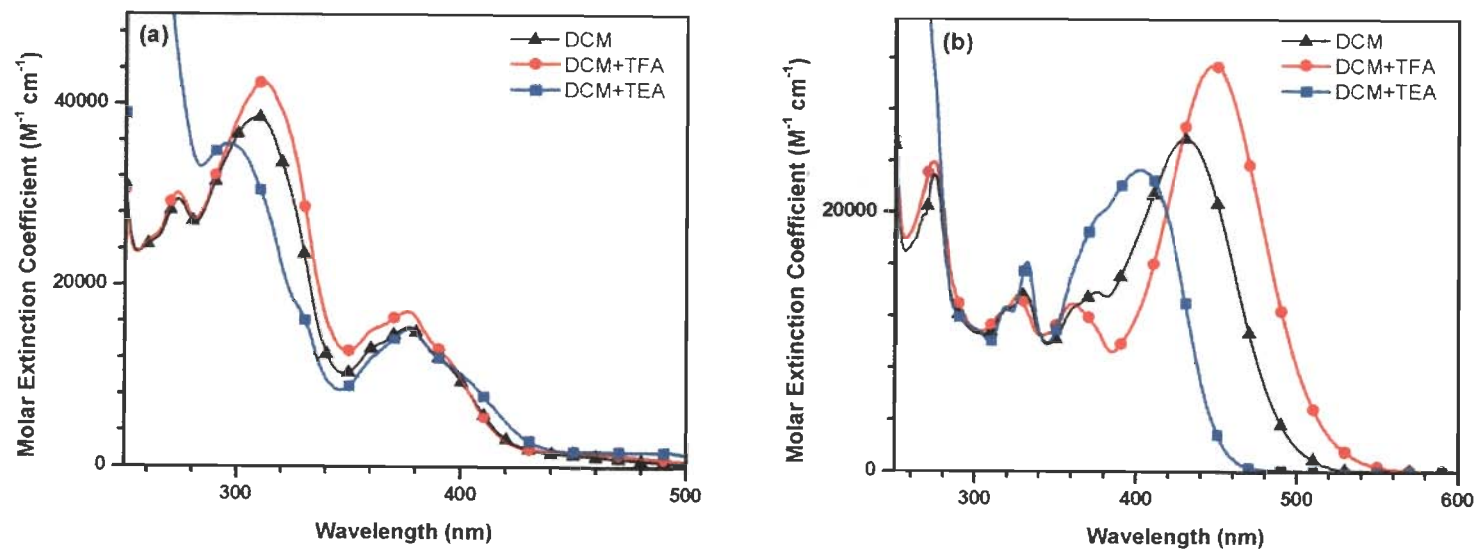 (a)
DCM
DCM+TFA
DCM+TEA
40000
20000
0
300
400
500
Wavelength (nm)
Molar Extinction Coefficient (M⁻¹ cm⁻¹)
(b)
DCM
DCM+TFA
DCM+TEA
20000
0
300
400
500
600
Wavelength (nm)
Molar Extinction Coefficient (M⁻¹ cm⁻¹)